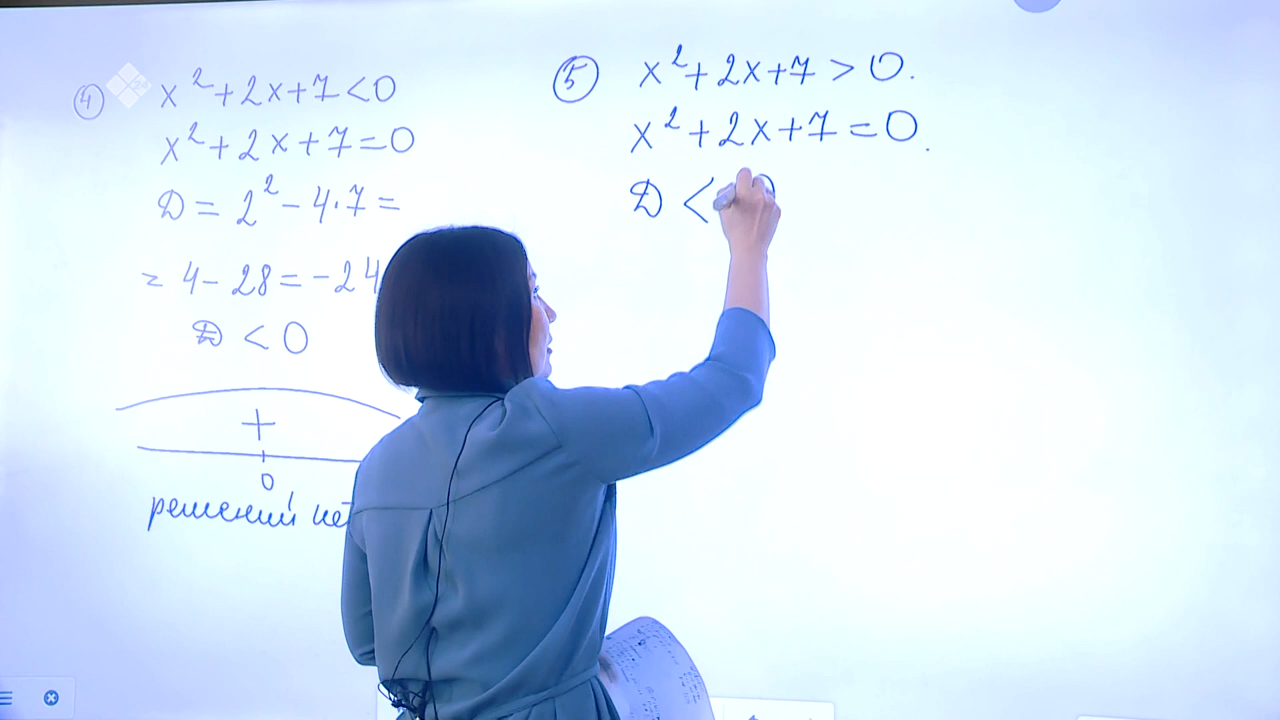 ④ x² + 2x + 7 < 0
x² + 2x + 7 = 0
D = 2² - 4·7 =
= 4 - 28 = -24
D < 0
+
0
решений нет
⑤ x² + 2x + 7 > 0.
x² + 2x + 7 = 0.
D <